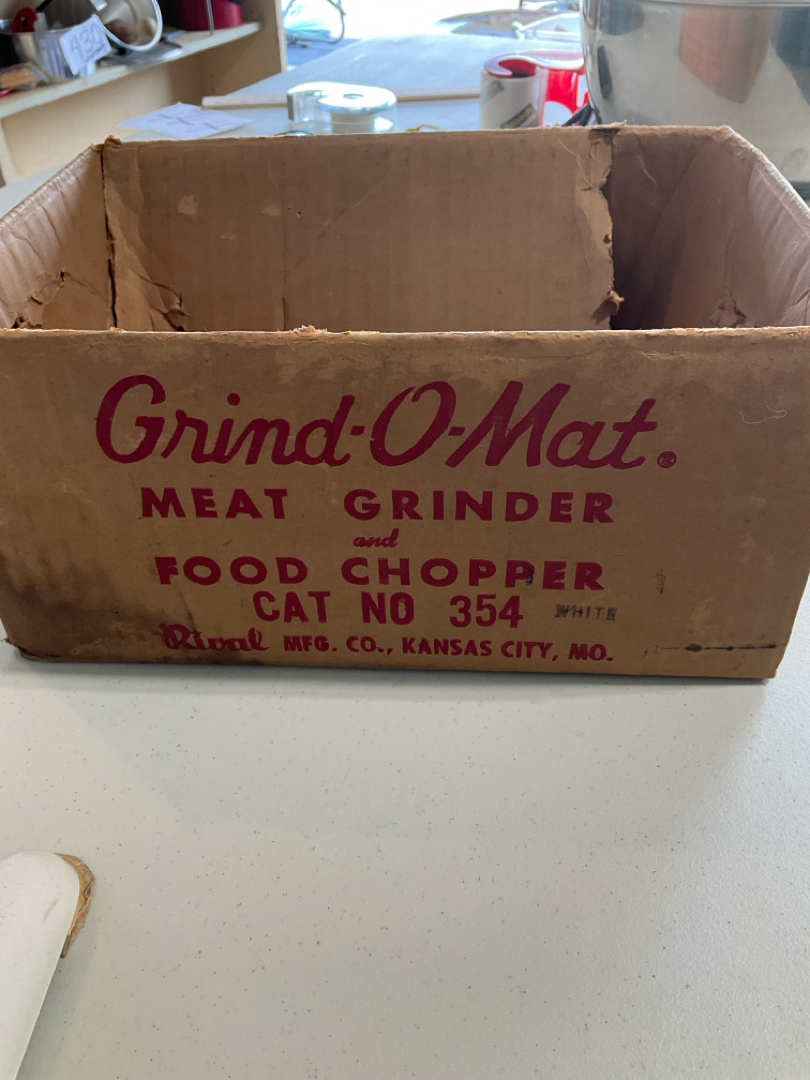 430
Grind-O-Mat®
MEAT GRINDER
and
FOOD CHOPPER
CAT NO 354 WHITE
Rival MFG. CO., KANSAS CITY, MO.